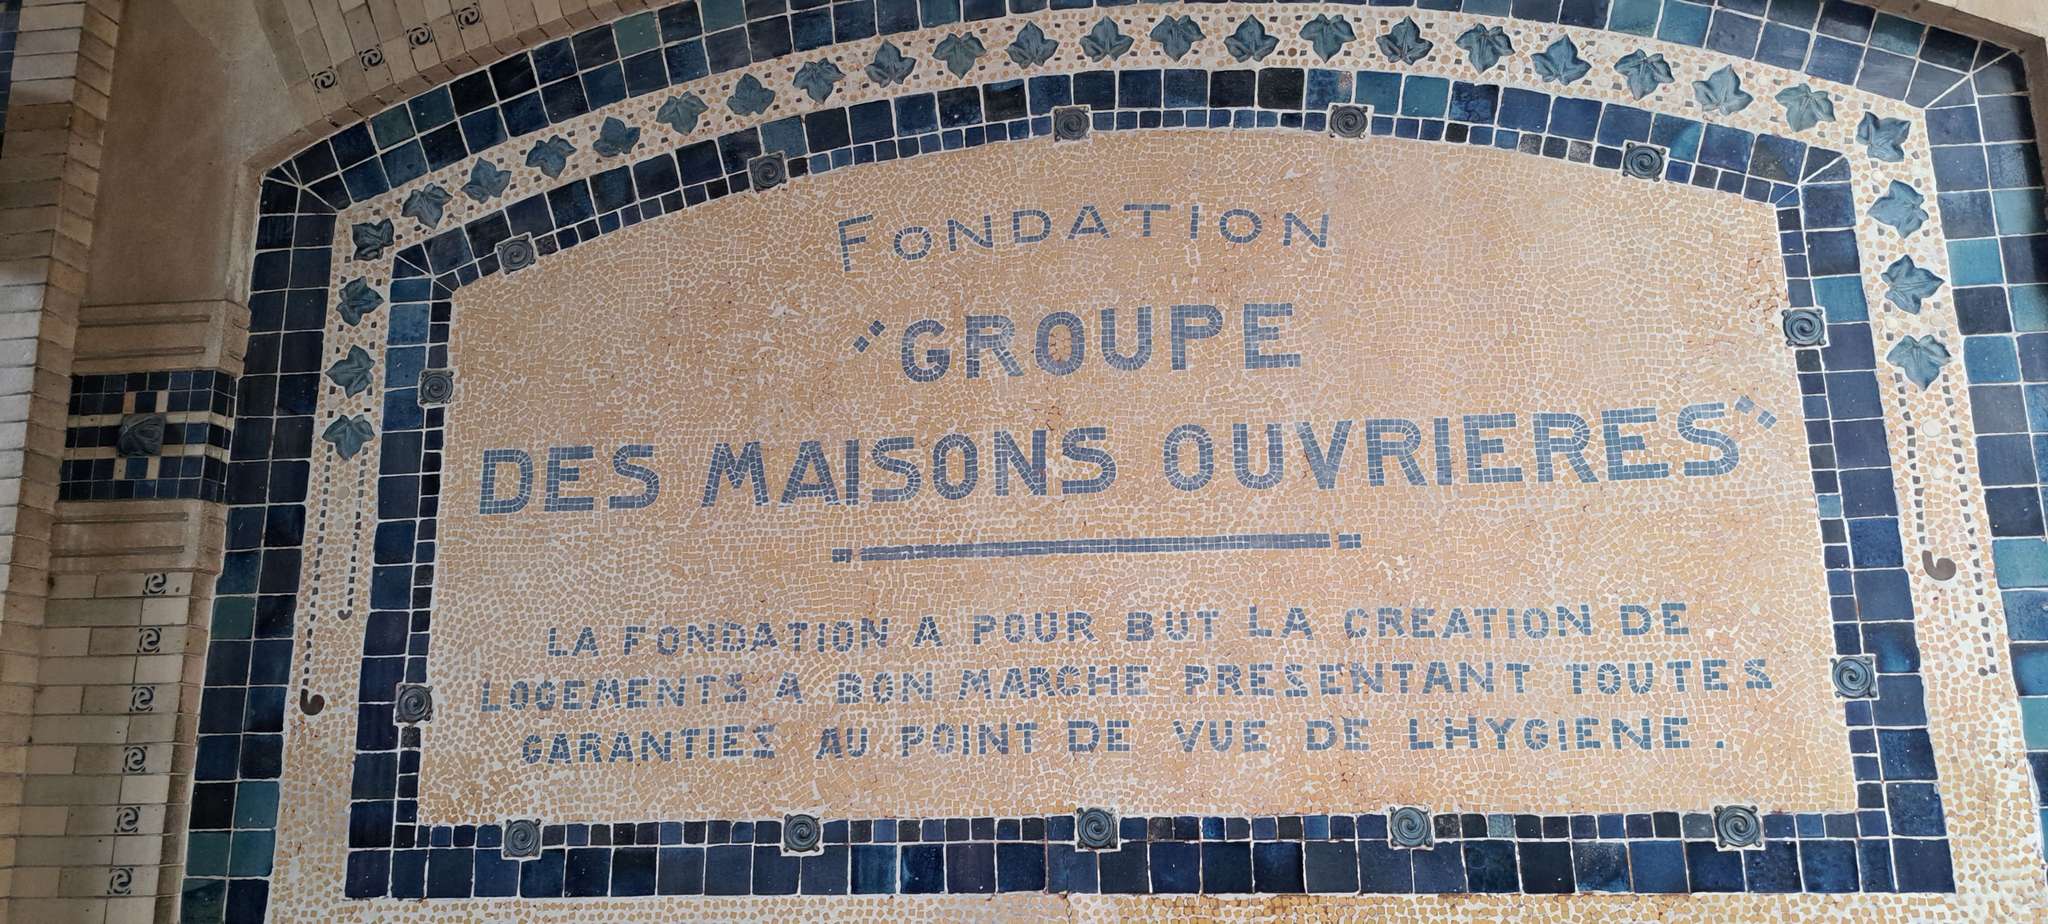 FONDATION
"GROUPE
DES MAISONS OUVRIERES"
LA FONDATION A POUR BUT LA CREATION DE
LOGEMENTS A BON MARCHE PRESENTANT TOUTES
GARANTIES AU POINT DE VUE DE L'HYGIENE.